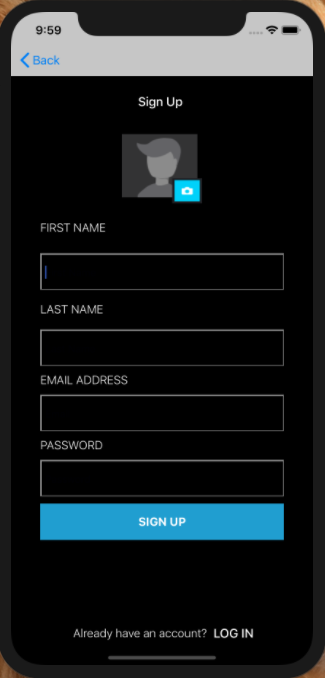 9:59
Back
Sign Up
FIRST NAME
LAST NAME
EMAIL ADDRESS
PASSWORD
SIGN UP
Already have an account? LOG IN